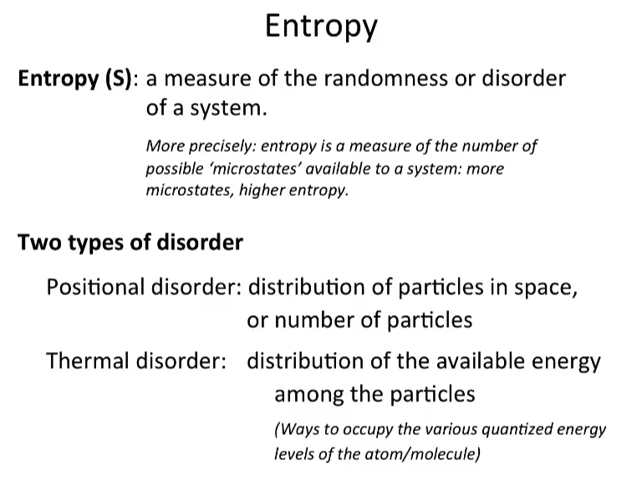 Entropy
Entropy (S): a measure of the randomness or disorder
of a system.
More precisely: entropy is a measure of the number of
possible ‘microstates’ available to a system: more
microstates, higher entropy.
Two types of disorder
Positional disorder: distribution of particles in space,
or number of particles
Thermal disorder: distribution of the available energy
among the particles
(Ways to occupy the various quantized energy
levels of the atom/molecule)